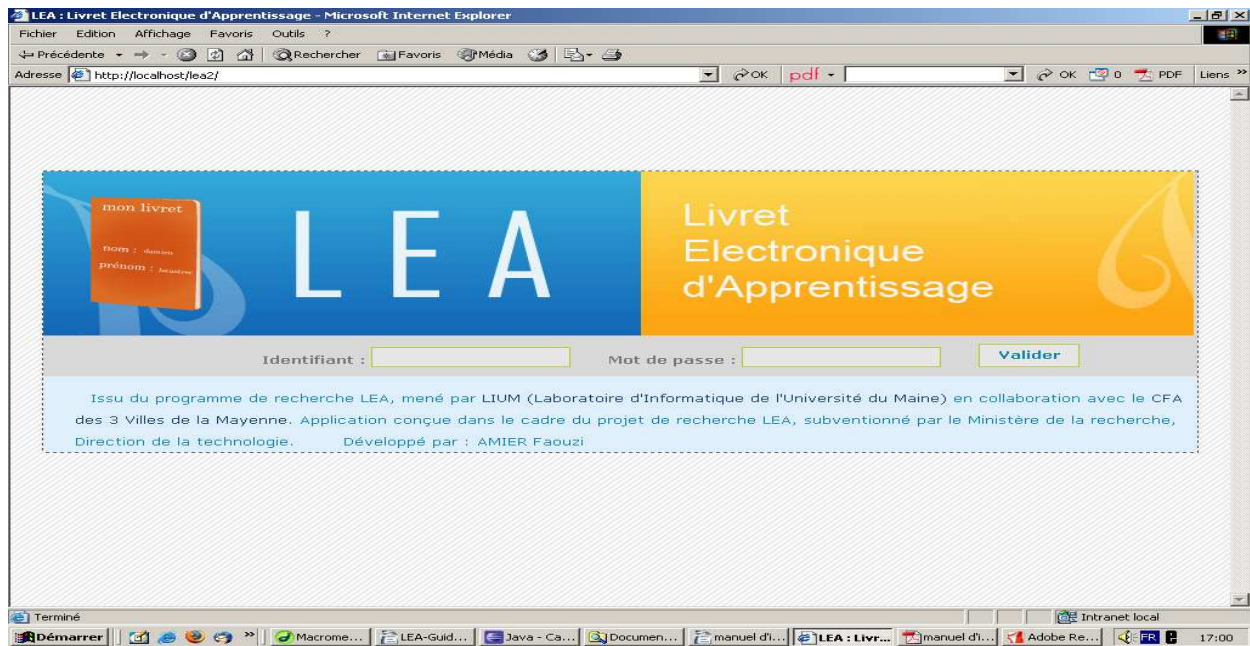 LEA : Livret Electronique d'Apprentissage - Microsoft Internet Explorer
Fichier Edition Affichage Favoris Outils ?
Précédente Rechercher Favoris Média
Adresse http://localhost/lea2/ OK pdf OK 0 PDF Liens »
mon livret
nom : damien
prénom :
LEA
Livret
Electronique
d'Apprentissage
Identifiant : Mot de passe : Valider
Issu du programme de recherche LEA, mené par LIUM (Laboratoire d'Informatique de l'Université du Maine) en collaboration avec le CFA
des 3 Villes de la Mayenne. Application conçue dans le cadre du projet de recherche LEA, subventionné par le Ministère de la recherche,
Direction de la technologie. Développé par : AMIER Faouzi
Terminé Intranet local
Démarrer » Macrome... LEA-Guid... Java - Ca... Documen... manuel d'i... LEA : Livr... manuel d'i... Adobe Re... FR 17:00